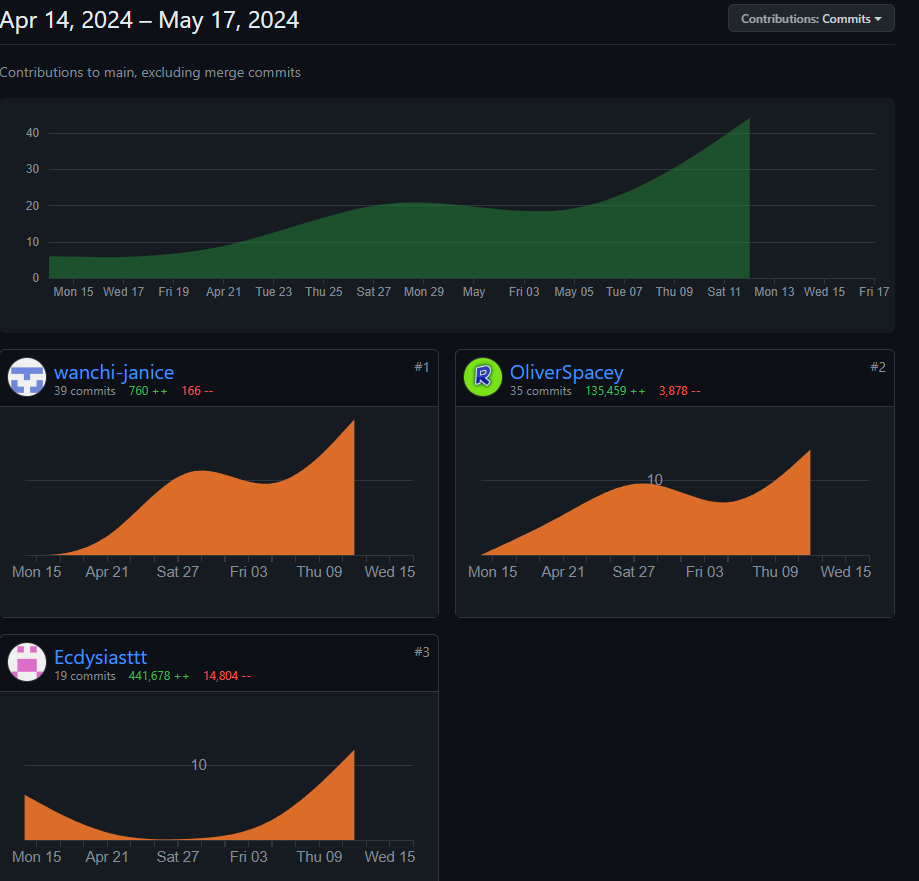 Apr 14, 2024 – May 17, 2024
Contributions: Commits
Contributions to main, excluding merge commits
40
30
20
10
0
Mon 15 Wed 17 Fri 19 Apr 21 Tue 23 Thu 25 Sat 27 Mon 29 May Fri 03 May 05 Tue 07 Thu 09 Sat 11 Mon 13 Wed 15 Fri 17
wanchi-janice #1
39 commits 760 ++ 166 --
Mon 15 Apr 21 Sat 27 Fri 03 Thu 09 Wed 15
R
OliverSpacey #2
35 commits 135,459 ++ 3,878 --
10
Mon 15 Apr 21 Sat 27 Fri 03 Thu 09 Wed 15
Ecdysiasttt #3
19 commits 441,678 ++ 14,804 --
10
Mon 15 Apr 21 Sat 27 Fri 03 Thu 09 Wed 15